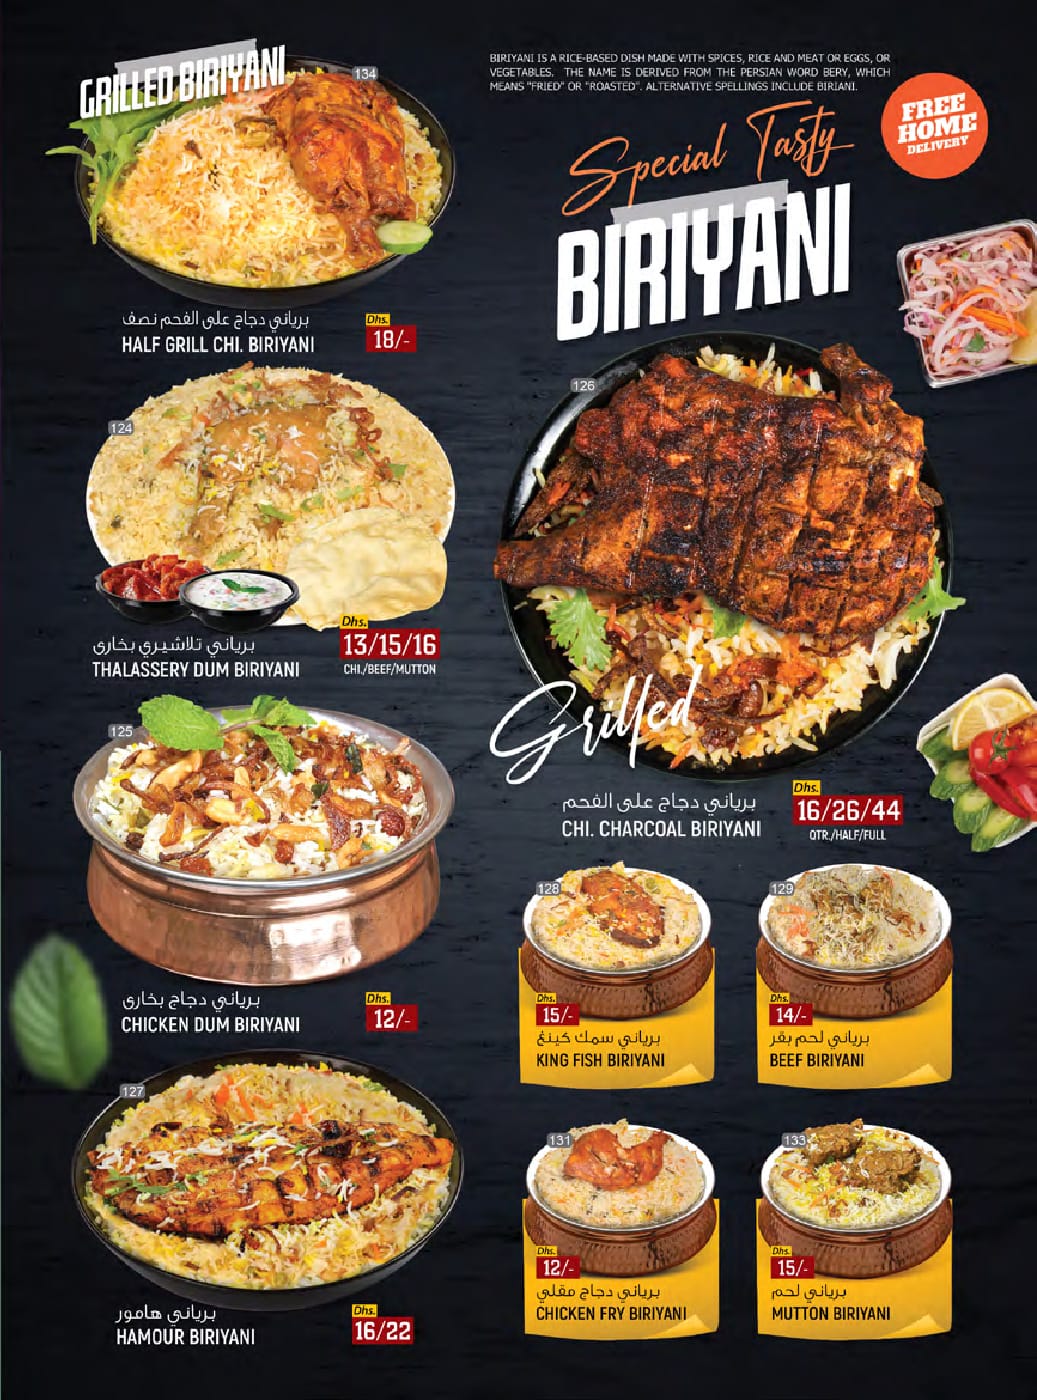 GRILLED BIRIYANI
134
برياني دجاج على الفحم نصف
HALF GRILL CHI. BIRIYANI
Dhs.
18/-
124
برياني تلاشيري بخارى
THALASSERY DUM BIRIYANI
Dhs.
13/15/16
CHI./BEEF/MUTTON
125
برياني دجاج بخارى
CHICKEN DUM BIRIYANI
Dhs.
12/-
127
برياني هامور
HAMOUR BIRIYANI
Dhs.
16/22
BIRIYANI IS A RICE-BASED DISH MADE WITH SPICES, RICE AND MEAT OR EGGS, OR
VEGETABLES. THE NAME IS DERIVED FROM THE PERSIAN WORD BERY, WHICH
MEANS "FRIED" OR "ROASTED". ALTERNATIVE SPELLINGS INCLUDE BIRIANI.
FREE
HOME
DELIVERY
Special Tasty
BIRIYANI
126
Grilled
برياني دجاج على الفحم
CHI. CHARCOAL BIRIYANI
Dhs.
16/26/44
QTR./HALF/FULL
128
Dhs.
15/-
برياني سمك كينغ
KING FISH BIRIYANI
129
Dhs.
14/-
برياني لحم بقر
BEEF BIRIYANI
131
Dhs.
12/-
برياني دجاج مقلي
CHICKEN FRY BIRIYANI
133
Dhs.
15/-
برياني لحم
MUTTON BIRIYANI